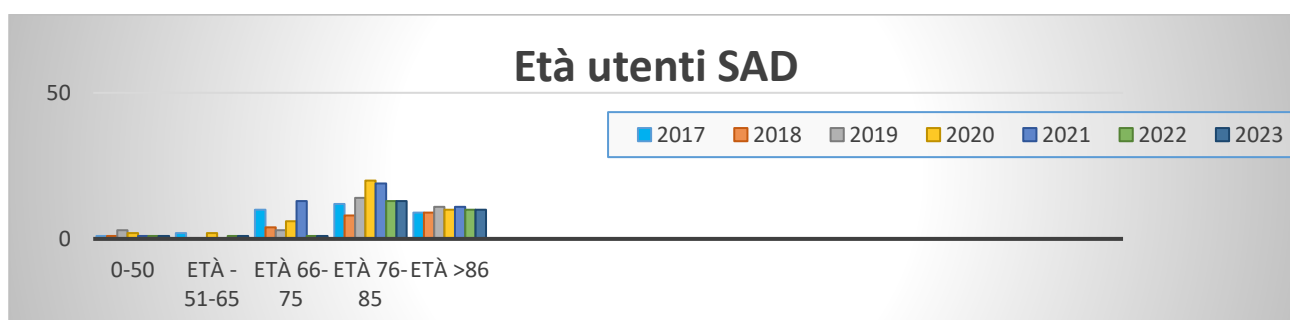 Età utenti SAD
50
2017 2018 2019 2020 2021 2022 2023
0
0-50 ETÀ - 51-65 ETÀ 66-75 ETÀ 76-85 ETÀ >86